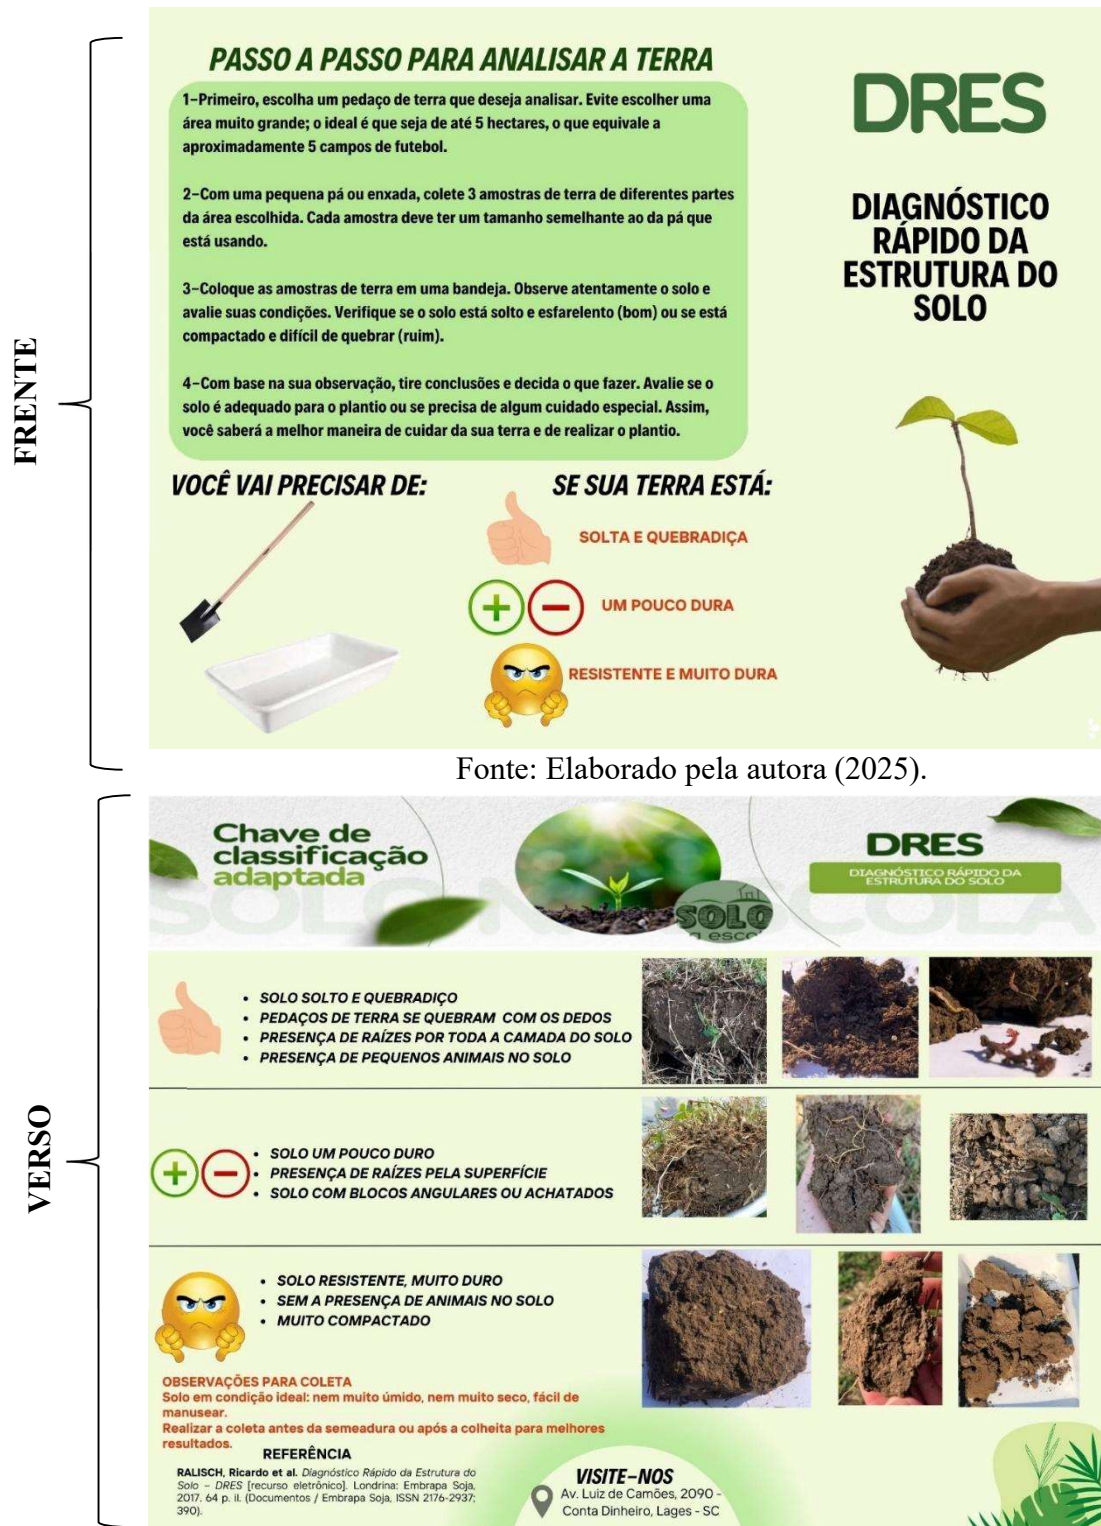 FRENTE
PASSO A PASSO PARA ANALISAR A TERRA
1-Primeiro, escolha um pedaço de terra que deseja analisar. Evite escolher uma
área muito grande; o ideal é que seja de até 5 hectares, o que equivale a
aproximadamente 5 campos de futebol.
2-Com uma pequena pá ou enxada, colete 3 amostras de terra de diferentes partes
da área escolhida. Cada amostra deve ter um tamanho semelhante ao da pá que
está usando.
3-Coloque as amostras de terra em uma bandeja. Observe atentamente o solo e
avalie suas condições. Verifique se o solo está solto e esfarelento (bom) ou se está
compactado e difícil de quebrar (ruim).
4-Com base na sua observação, tire conclusões e decida o que fazer. Avalie se o
solo é adequado para o plantio ou se precisa de algum cuidado especial. Assim,
você saberá a melhor maneira de cuidar da sua terra e de realizar o plantio.
VOCÊ VAI PRECISAR DE:
SE SUA TERRA ESTÁ:
SOLTA E QUEBRADIÇA
UM POUCO DURA
RESISTENTE E MUITO DURA
DRES
DIAGNÓSTICO
RÁPIDO DA
ESTRUTURA DO
SOLO
Fonte: Elaborado pela autora (2025).
VERSO
Chave de
classificação
adaptada
SOLO NA ESCOLA
SOLO
na escola
DRES
DIAGNÓSTICO RÁPIDO DA
ESTRUTURA DO SOLO
• SOLO SOLTO E QUEBRADIÇO
• PEDAÇOS DE TERRA SE QUEBRAM COM OS DEDOS
• PRESENÇA DE RAÍZES POR TODA A CAMADA DO SOLO
• PRESENÇA DE PEQUENOS ANIMAIS NO SOLO
• SOLO UM POUCO DURO
• PRESENÇA DE RAÍZES PELA SUPERFÍCIE
• SOLO COM BLOCOS ANGULARES OU ACHATADOS
• SOLO RESISTENTE, MUITO DURO
• SEM A PRESENÇA DE ANIMAIS NO SOLO
• MUITO COMPACTADO
OBSERVAÇÕES PARA COLETA
Solo em condição ideal: nem muito úmido, nem muito seco, fácil de
manusear.
Realizar a coleta antes da semeadura ou após a colheita para melhores
resultados.
REFERÊNCIA
RALISCH, Ricardo et al. Diagnóstico Rápido da Estrutura do
Solo – DRES [recurso eletrônico]. Londrina: Embrapa Soja,
2017. 64 p. il. (Documentos / Embrapa Soja, ISSN 2176-2937;
390).
VISITE-NOS
Av. Luiz de Camões, 2090 -
Conta Dinheiro, Lages - SC